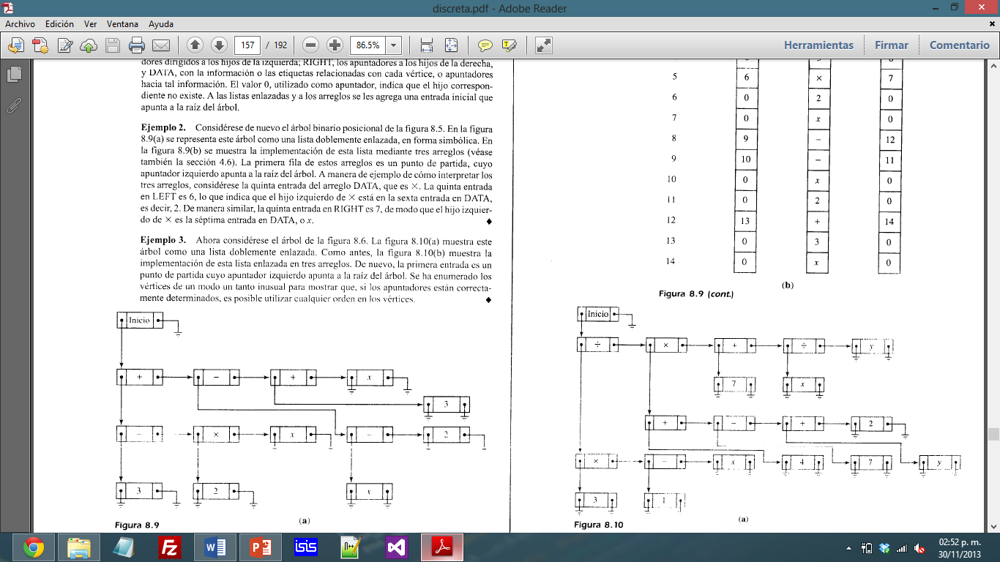 discreta.pdf - Adobe Reader
Archivo Edición Ver Ventana Ayuda
157 / 192 86.5% Herramientas Firmar Comentario
dores dirigidos a los hijos de la izquierda; RIGHT, los apuntadores a los hijos de la derecha,
y DATA, con la información o las etiquetas relacionadas con cada vértice, o apuntadores
hacia tal información. El valor 0, utilizado como apuntador, indica que el hijo correspon-
diente no existe. A las listas enlazadas y a los arreglos se les agrega una entrada inicial que
apunta a la raíz del árbol.
Ejemplo 2. Considérese de nuevo el árbol binario posicional de la figura 8.5. En la figura
8.9(a) se representa este árbol como una lista doblemente enlazada, en forma simbólica. En
la figura 8.9(b) se muestra la implementación de esta lista mediante tres arreglos (véase
también la sección 4.6). La primera fila de estos arreglos es un punto de partida, cuyo
apuntador izquierdo apunta a la raíz del árbol. A manera de ejemplo de cómo interpretar los
tres arreglos, considérese la quinta entrada del arreglo DATA, que es ×. La quinta entrada
en LEFT es 6, lo que indica que el hijo izquierdo de × está en la sexta entrada en DATA,
es decir, 2. De manera similar, la quinta entrada en RIGHT es 7, de modo que el hijo izquier-
do de × es la séptima entrada en DATA, o x.
Ejemplo 3. Ahora considérese el árbol de la figura 8.6. La figura 8.10(a) muestra este
árbol como una lista doblemente enlazada. Como antes, la figura 8.10(b) muestra la
implementación de esta lista enlazada en tres arreglos. De nuevo, la primera entrada es un
punto de partida cuyo apuntador izquierdo apunta a la raíz del árbol. Se ha enumerado los
vértices de un modo un tanto inusual para mostrar que, si los apuntadores están correcta-
mente determinados, es posible utilizar cualquier orden en los vértices.
Inicio
+ − + x
3
− × x − 2
3 2 x
(a)
Figura 8.9
5 6 × 7
6 0 2 0
7 0 x 0
8 9 − 12
9 10 − 11
10 0 x 0
11 0 2 0
12 13 + 14
13 0 3 0
14 0 x 0
(b)
Figura 8.9 (cont.)
Inicio
÷ × + ÷ y
7 x
+ − + 2
× − x 4 7 y
3 1
(a)
Figura 8.10
isis
02:52 p. m.
30/11/2013